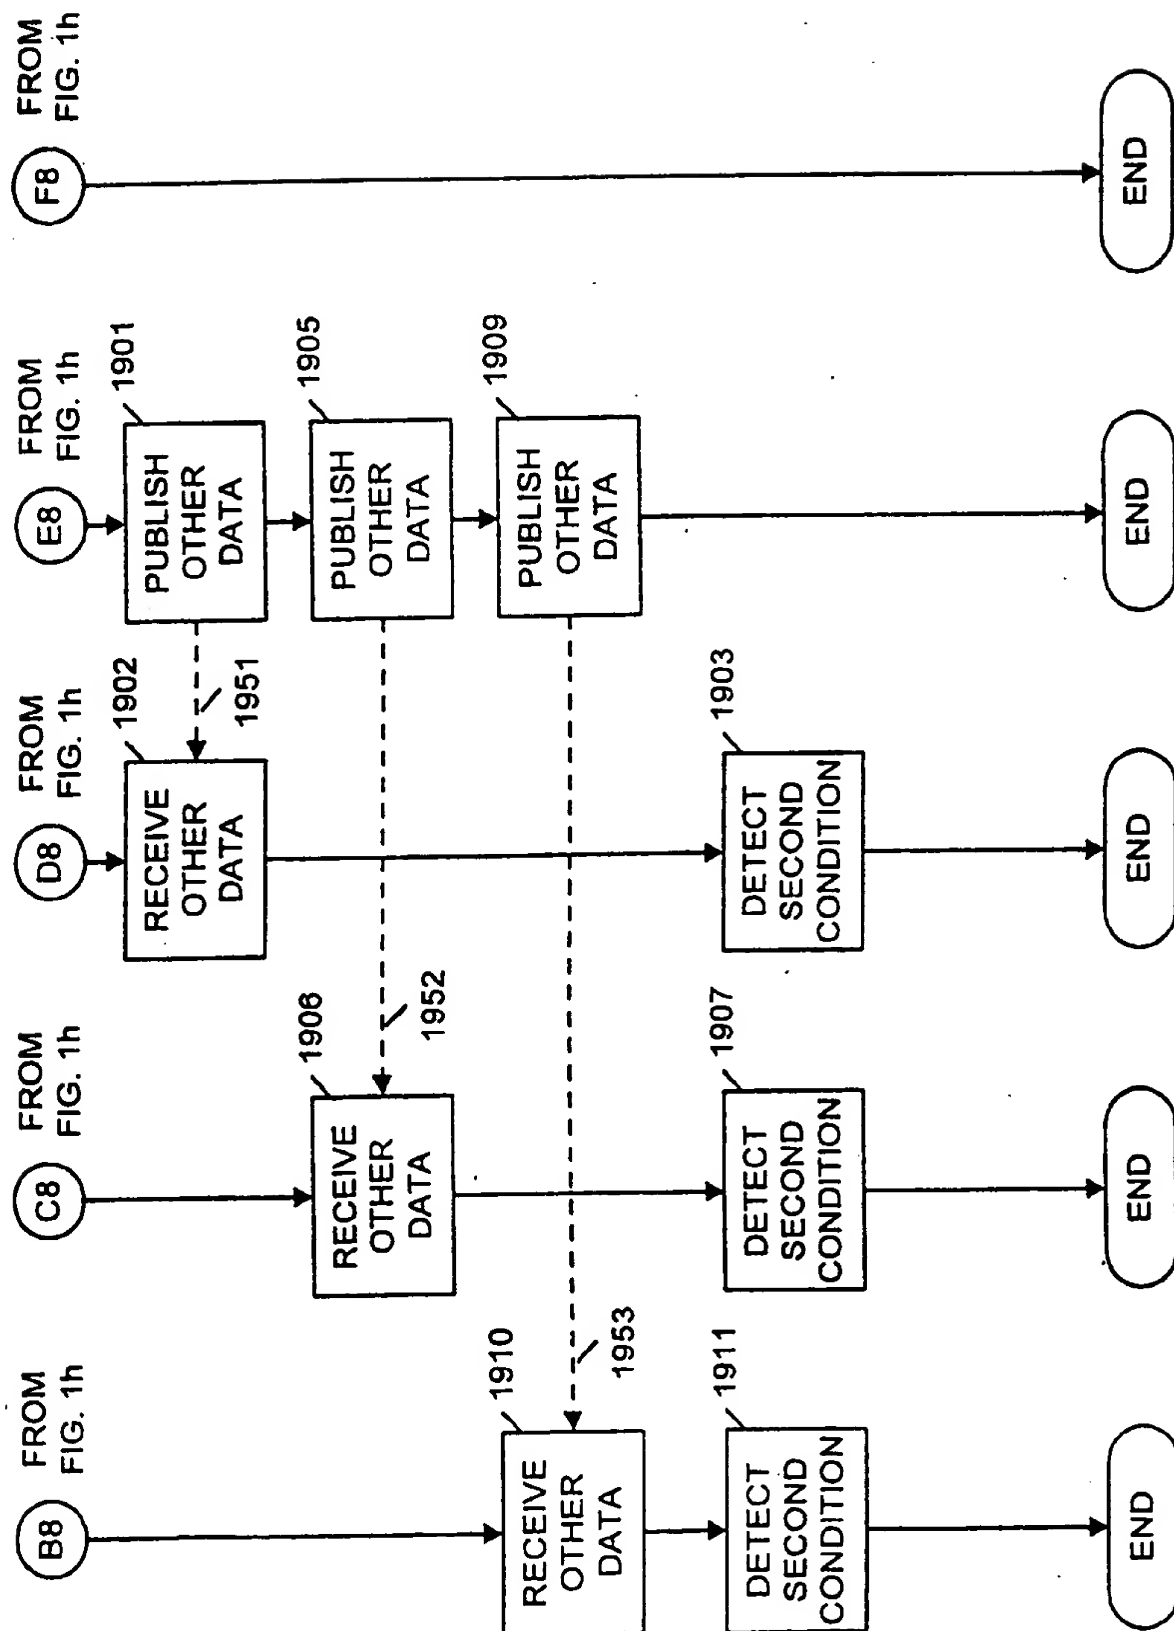 B8
FROM
FIG. 1h
C8
FROM
FIG. 1h
D8
FROM
FIG. 1h
E8
FROM
FIG. 1h
F8
FROM
FIG. 1h
RECEIVE
OTHER
DATA
1902
1951
PUBLISH
OTHER
DATA
1901
RECEIVE
OTHER
DATA
1906
1952
PUBLISH
OTHER
DATA
1905
RECEIVE
OTHER
DATA
1910
1953
PUBLISH
OTHER
DATA
1909
DETECT
SECOND
CONDITION
1911
DETECT
SECOND
CONDITION
1907
DETECT
SECOND
CONDITION
1903
END
END
END
END
END